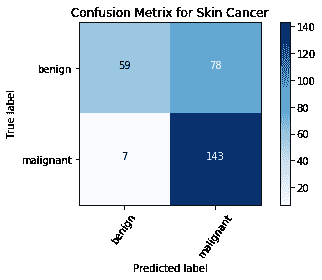 Confusion Metrix for Skin Cancer
benign
59
78
malignant
7
143
True label
benign
malignant
Predicted label
140
120
100
80
60
40
20